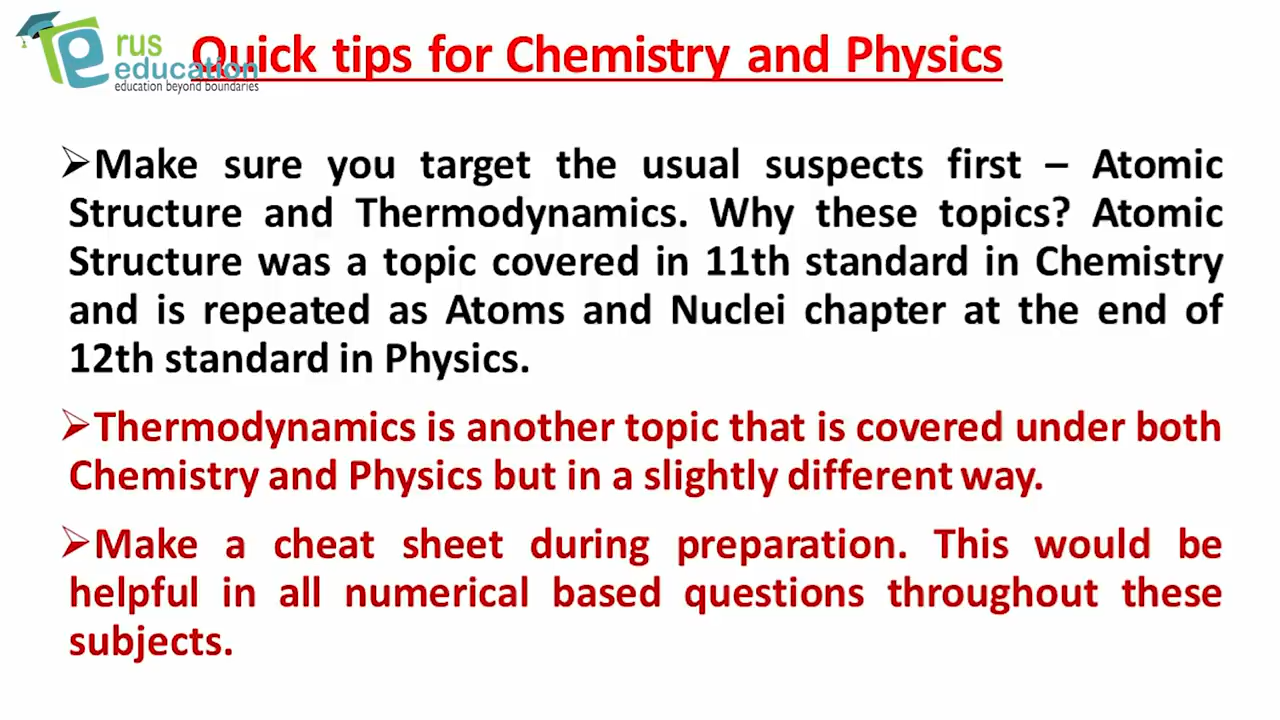 rus
education
education beyond boundaries
Quick tips for Chemistry and Physics
➢Make sure you target the usual suspects first – Atomic
Structure and Thermodynamics. Why these topics? Atomic
Structure was a topic covered in 11th standard in Chemistry
and is repeated as Atoms and Nuclei chapter at the end of
12th standard in Physics.
➢Thermodynamics is another topic that is covered under both
Chemistry and Physics but in a slightly different way.
➢Make a cheat sheet during preparation. This would be
helpful in all numerical based questions throughout these
subjects.